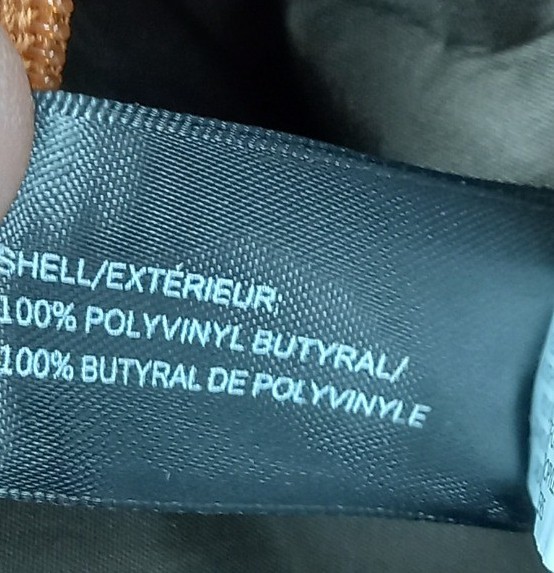 SHELL/EXTÉRIEUR:
100% POLYVINYL BUTYRAL/
100% BUTYRAL DE POLYVINYLE